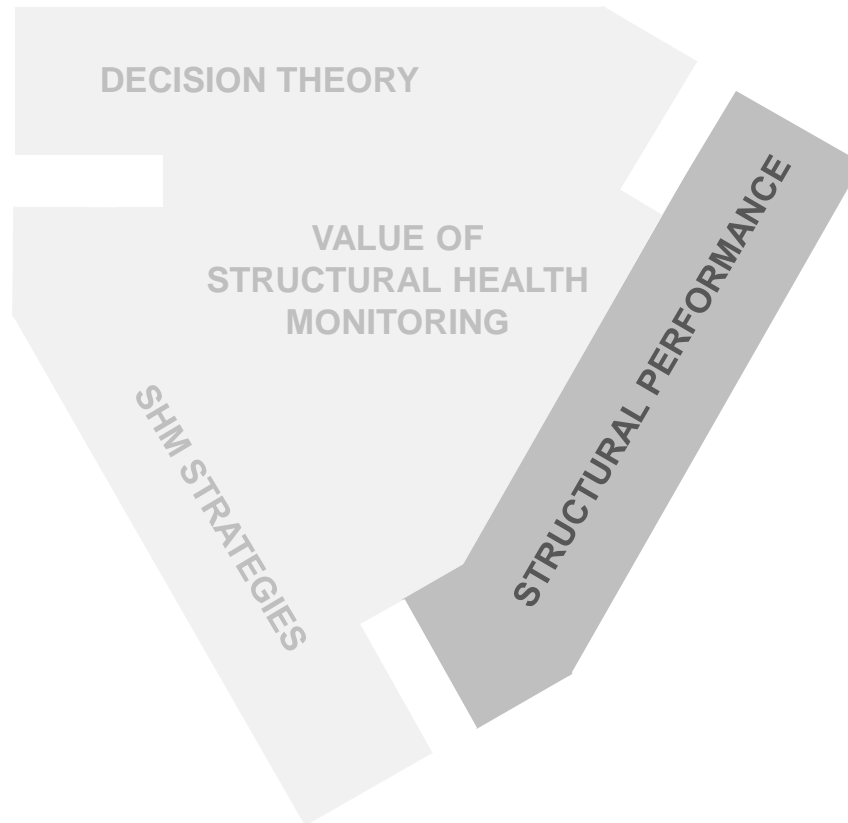 DECISION THEORY
VALUE OF
STRUCTURAL HEALTH
MONITORING
STRUCTURAL PERFORMANCE
SHM STRATEGIES